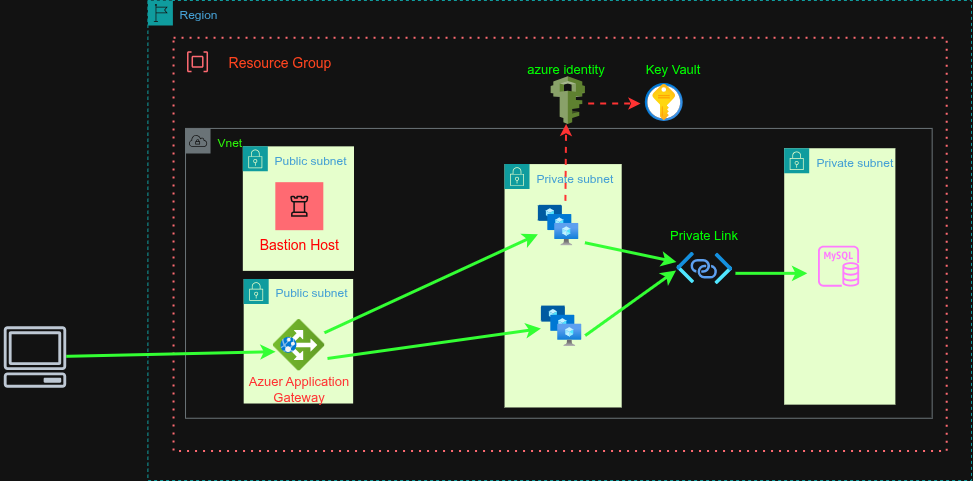 Region
Resource Group
azure identity
Key Vault
Vnet
Public subnet
Bastion Host
Public subnet
Azuer Application
Gateway
Private subnet
Private Link
Private subnet
MySQL